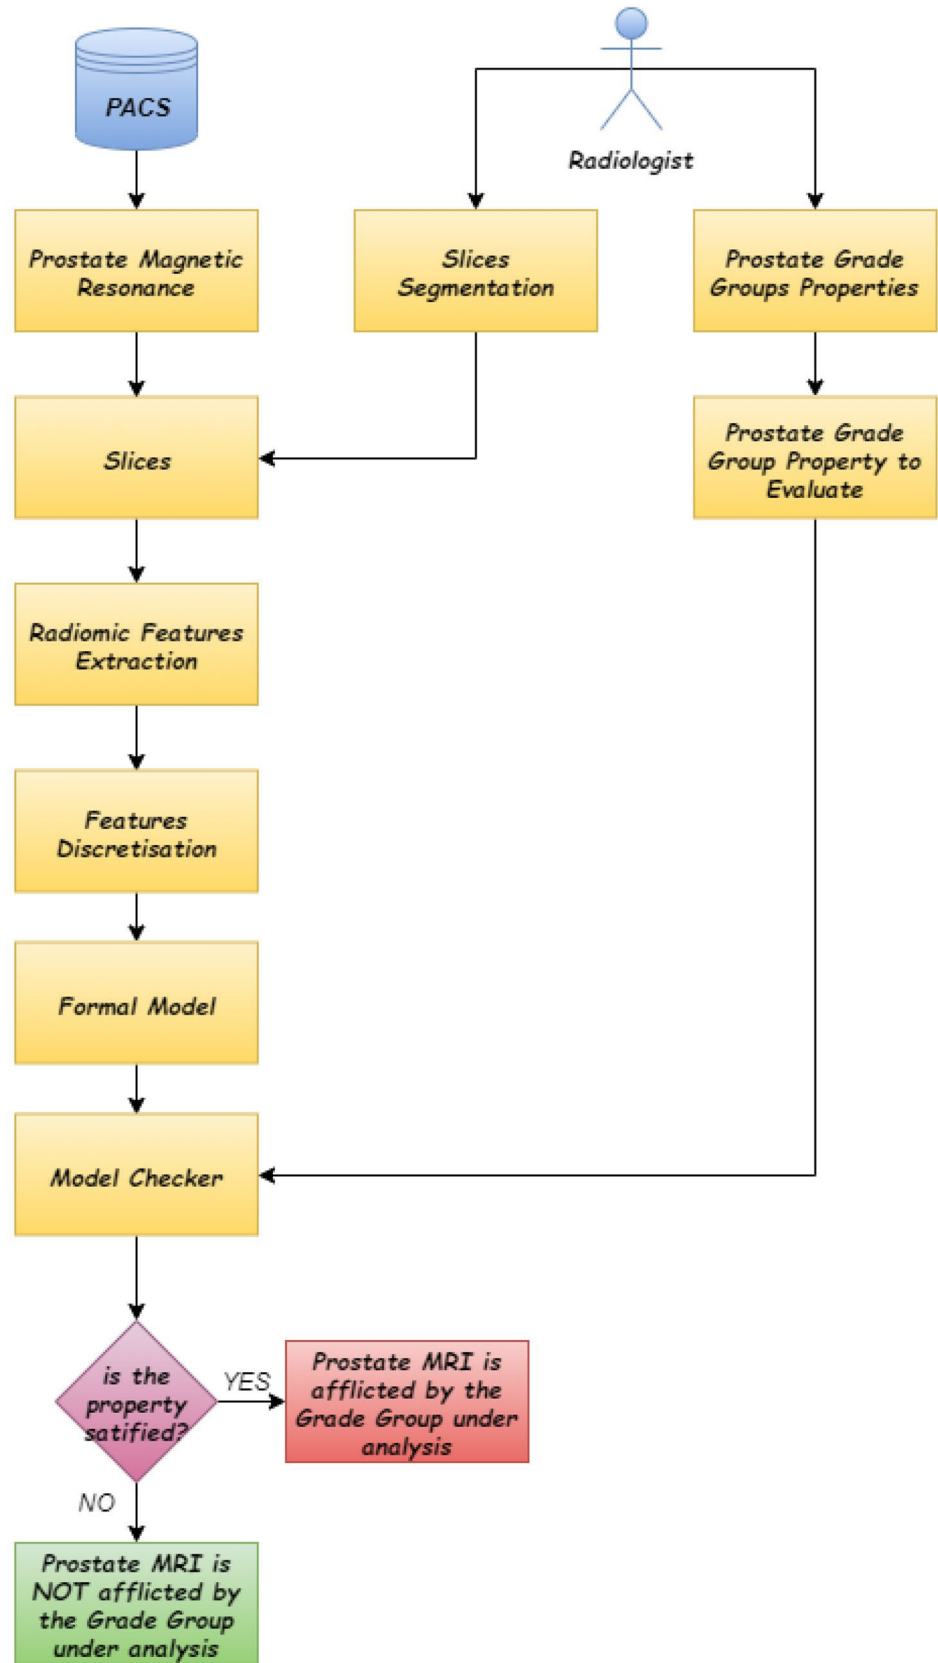 PACS
Radiologist
Prostate Magnetic
Resonance
Slices
Segmentation
Prostate Grade
Groups Properties
Slices
Prostate Grade
Group Property to
Evaluate
Radiomic Features
Extraction
Features
Discretisation
Formal Model
Model Checker
is the
property
satified?
YES
Prostate MRI is
afflicted by the
Grade Group under
analysis
NO
Prostate MRI is
NOT afflicted by
the Grade Group
under analysis